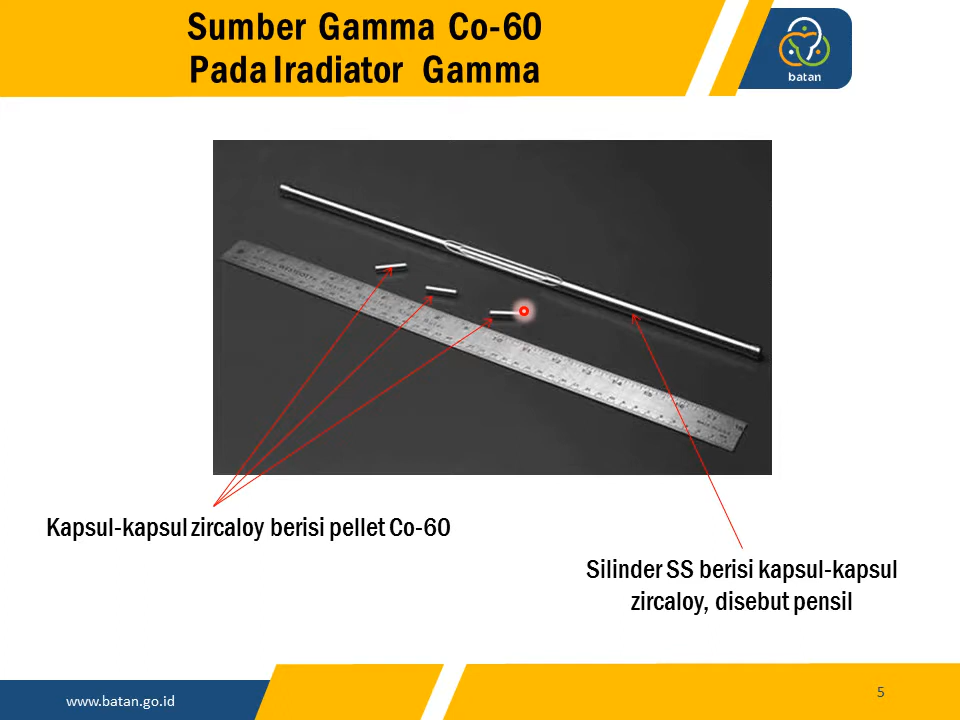 Sumber Gamma Co-60
Pada Iradiator Gamma
batan
Kapsul-kapsul zircaloy berisi pellet Co-60
Silinder SS berisi kapsul-kapsul
zircaloy, disebut pensil
www.batan.go.id
5